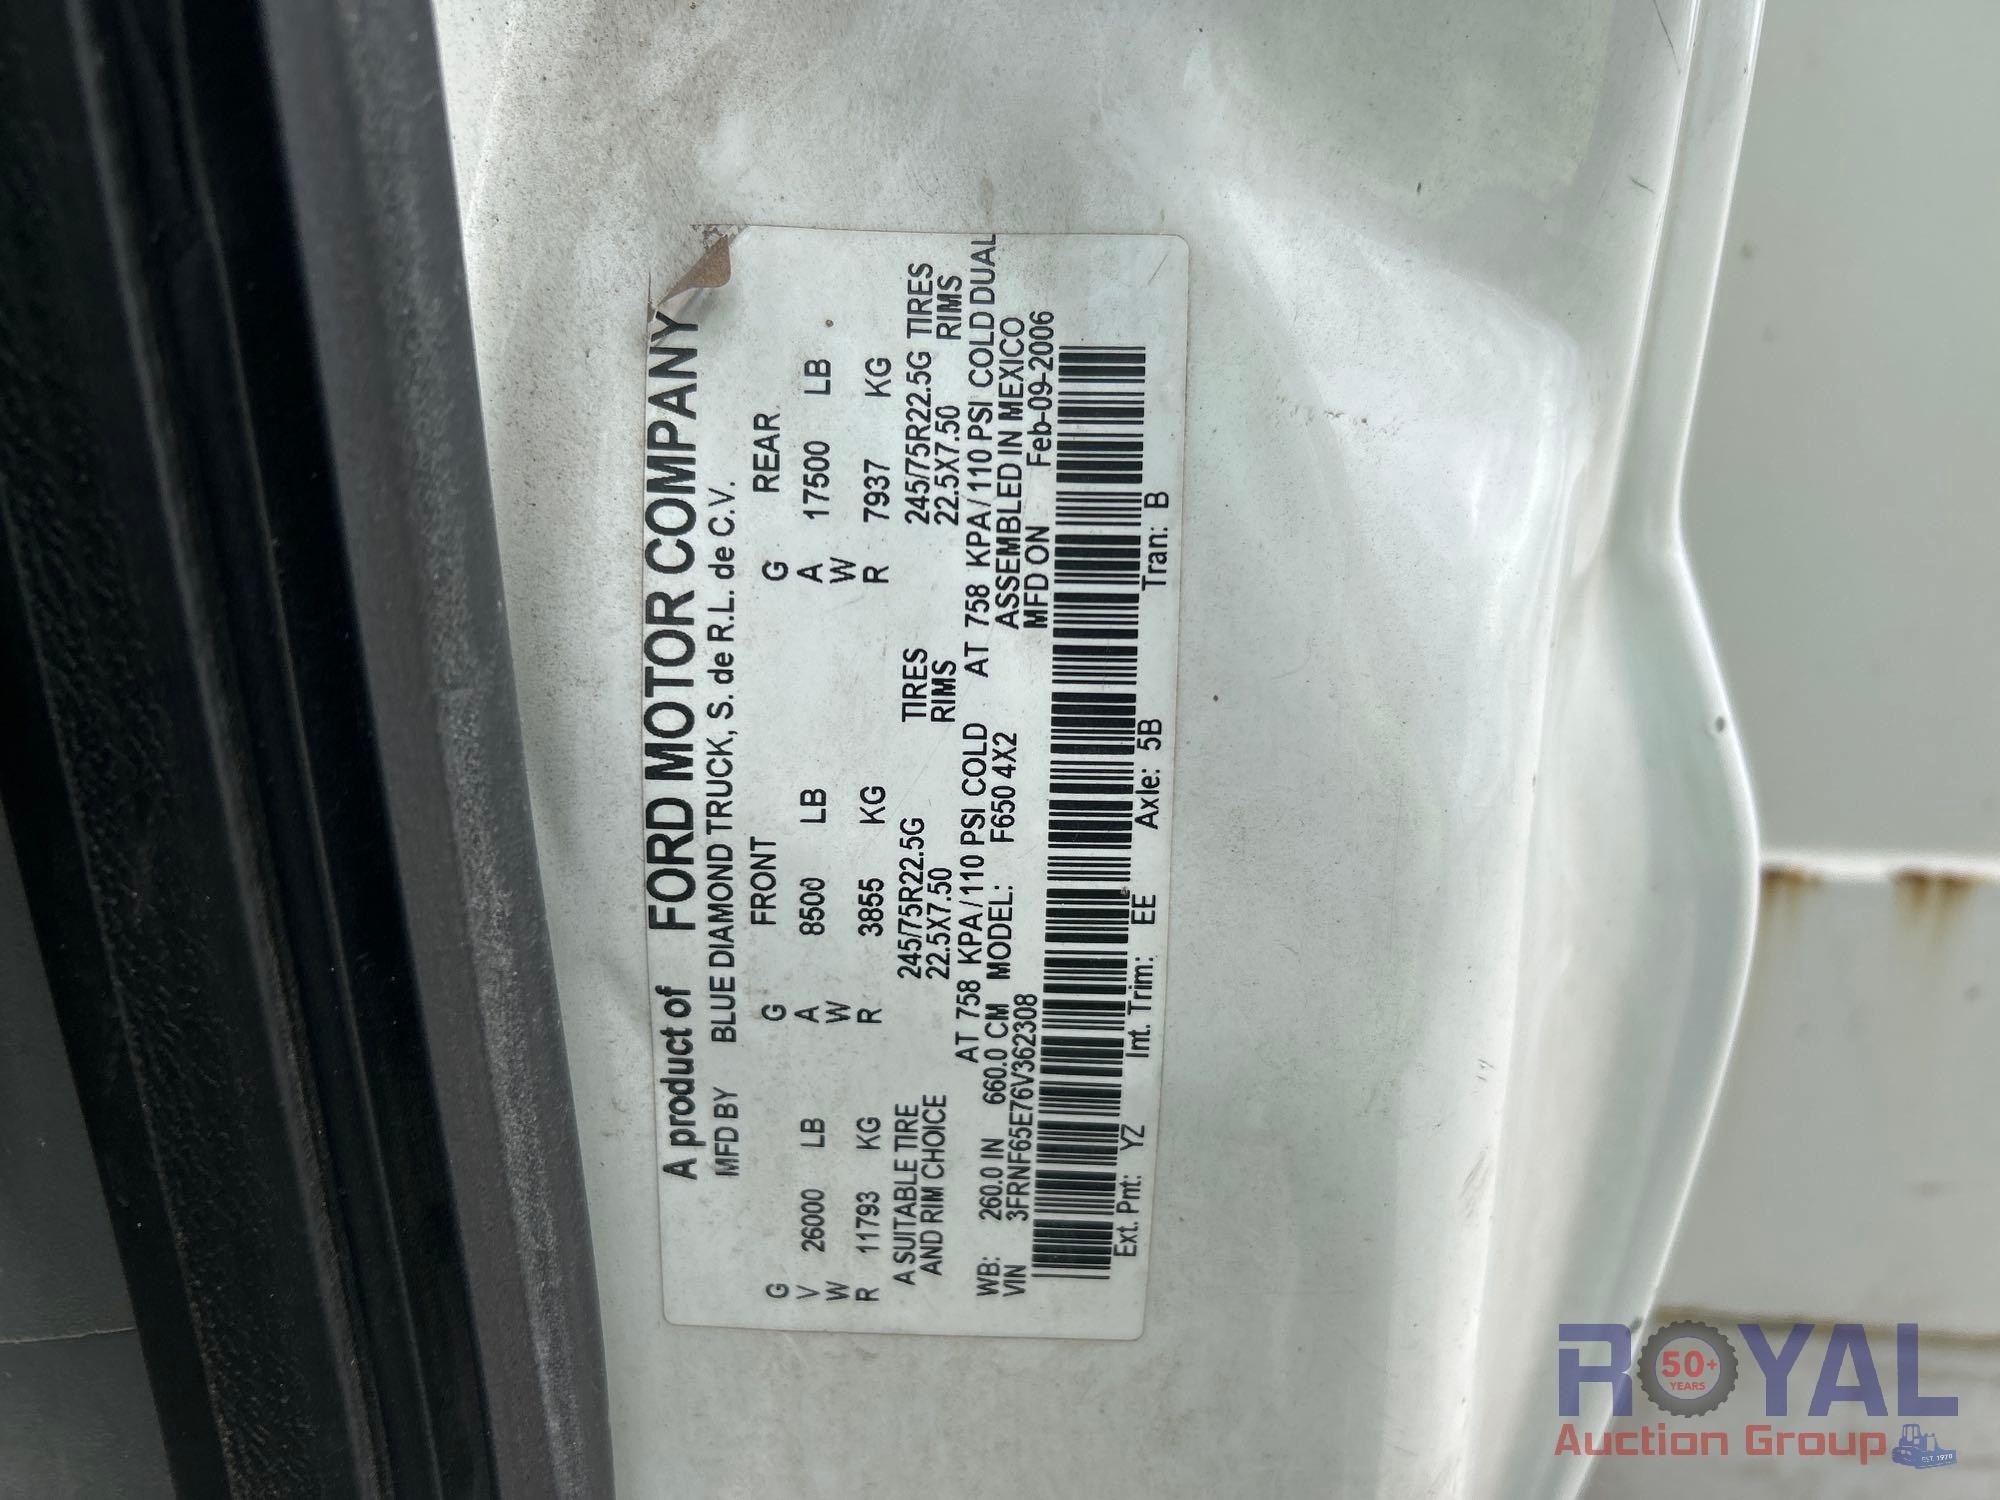 A product of FORD MOTOR COMPANY
MFD BY BLUE DIAMOND TRUCK, S. de R.L. de C.V.
G FRONT G REAR
G V W R 26000 LB G A W R 8500 LB A W R 17500 LB
11793 KG 3855 KG 7937 KG
A SUITABLE TIRE 245/75R22.5G TIRES 245/75R22.5G TIRES
AND RIM CHOICE 22.5X7.50 RIMS 22.5X7.50 RIMS
AT 758 KPA/110 PSI COLD AT 758 KPA/110 PSI COLD DUAL
WB: 260.0 IN 660.0 CM MODEL: F650 4X2 ASSEMBLED IN MEXICO
VIN 3FRNF65E76V362308 MFD ON Feb-09-2006
Ext. Pnt: YZ Int. Trim: EE Axle: 5B Tran: B
ROYAL
50+
YEARS
Auction Group
EST. 1970